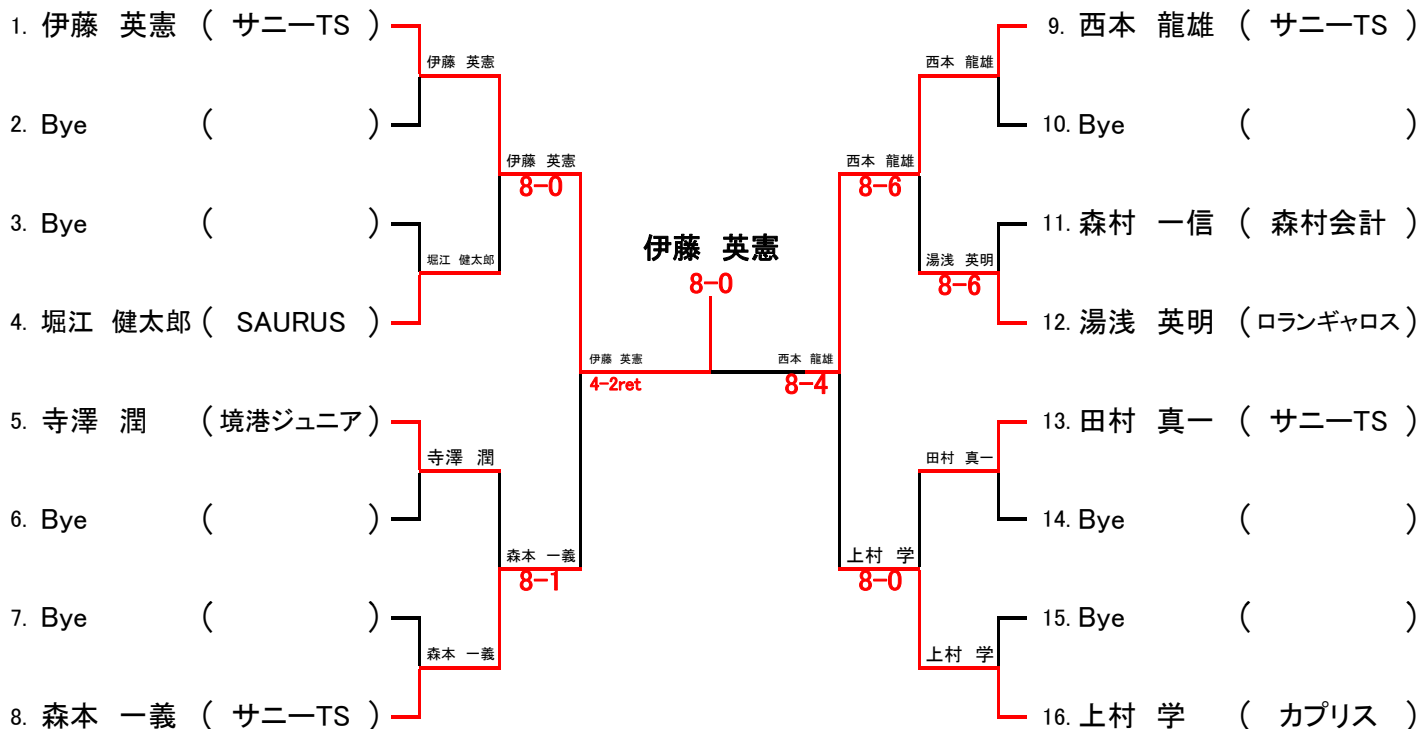 1. 伊藤 英憲 ( サニーTS )
2. Bye ( )
3. Bye ( )
4. 堀江 健太郎 ( SAURUS )
5. 寺澤 潤 ( 境港ジュニア )
6. Bye ( )
7. Bye ( )
8. 森本 一義 ( サニーTS )
伊藤 英憲
堀江 健太郎
寺澤 潤
森本 一義
伊藤 英憲
8-0
森本 一義
8-1
伊藤 英憲
4-2ret
伊藤 英憲
8-0
西本 龍雄
8-4
西本 龍雄
8-6
上村 学
8-0
西本 龍雄
湯浅 英明
8-6
田村 真一
上村 学
9. 西本 龍雄 ( サニーTS )
10. Bye ( )
11. 森村 一信 ( 森村会計 )
12. 湯浅 英明 (ロランギャロス)
13. 田村 真一 ( サニーTS )
14. Bye ( )
15. Bye ( )
16. 上村 学 ( カプリス )